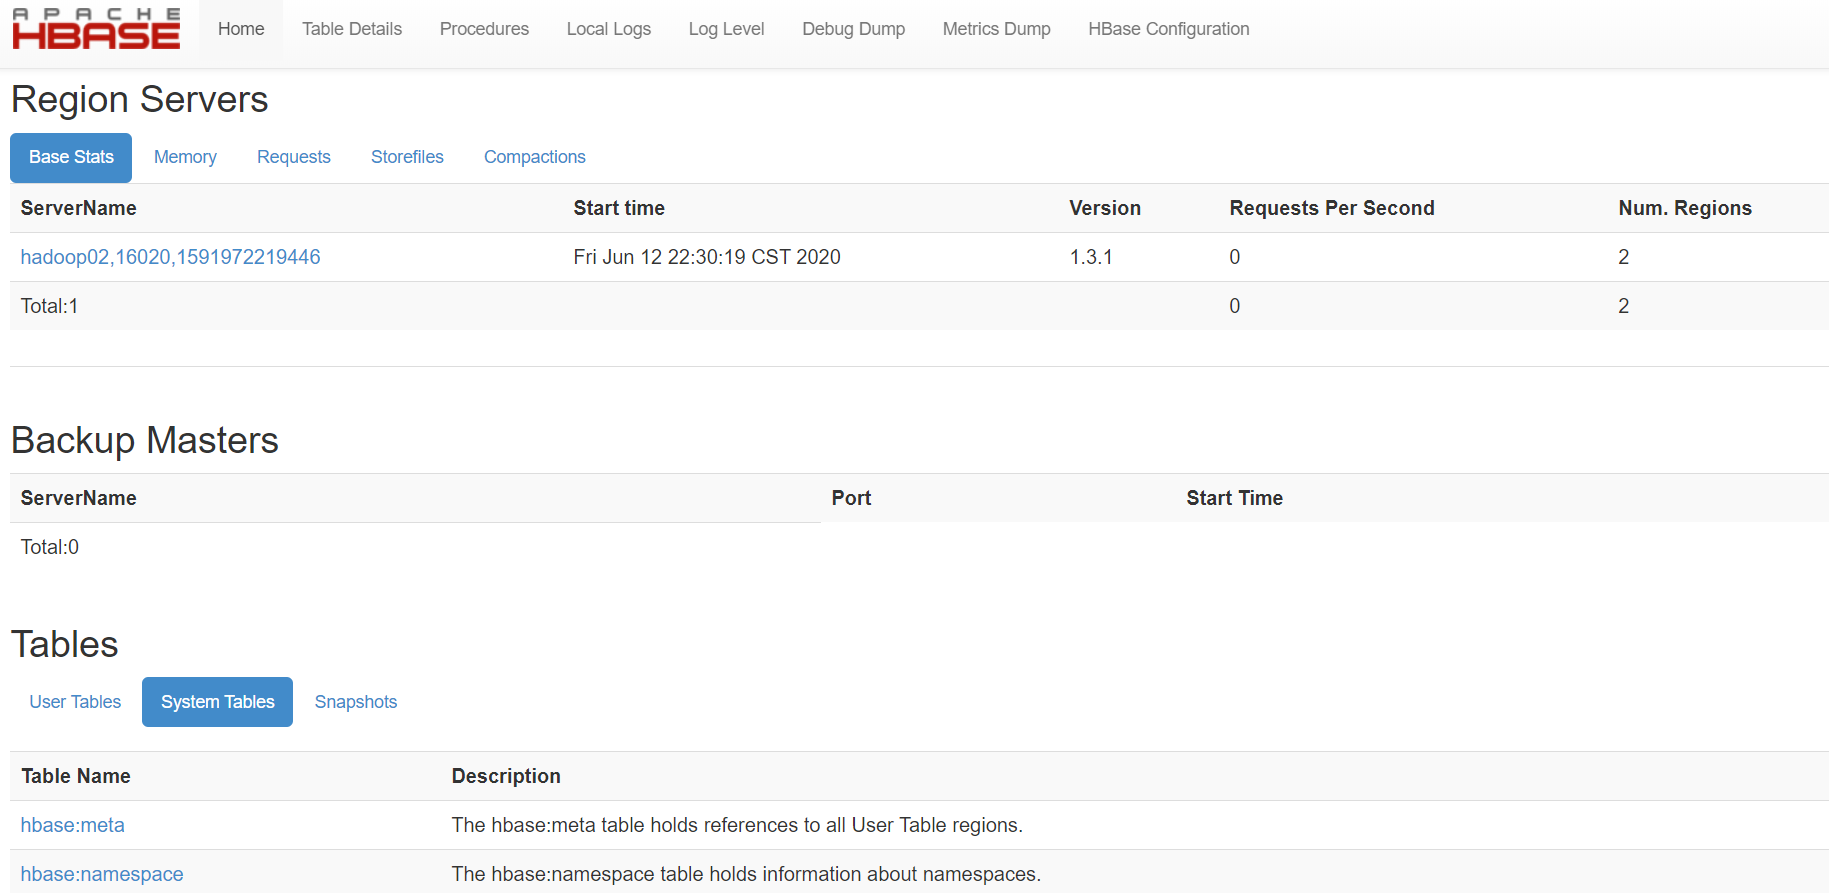 APACHE
HBASE
Home Table Details Procedures Local Logs Log Level Debug Dump Metrics Dump HBase Configuration
Region Servers
Base Stats Memory Requests Storefiles Compactions
ServerName Start time Version Requests Per Second Num. Regions
hadoop02,16020,1591972219446 Fri Jun 12 22:30:19 CST 2020 1.3.1 0 2
Total:1 0 2
Backup Masters
ServerName Port Start Time
Total:0
Tables
User Tables System Tables Snapshots
Table Name Description
hbase:meta The hbase:meta table holds references to all User Table regions.
hbase:namespace The hbase:namespace table holds information about namespaces.